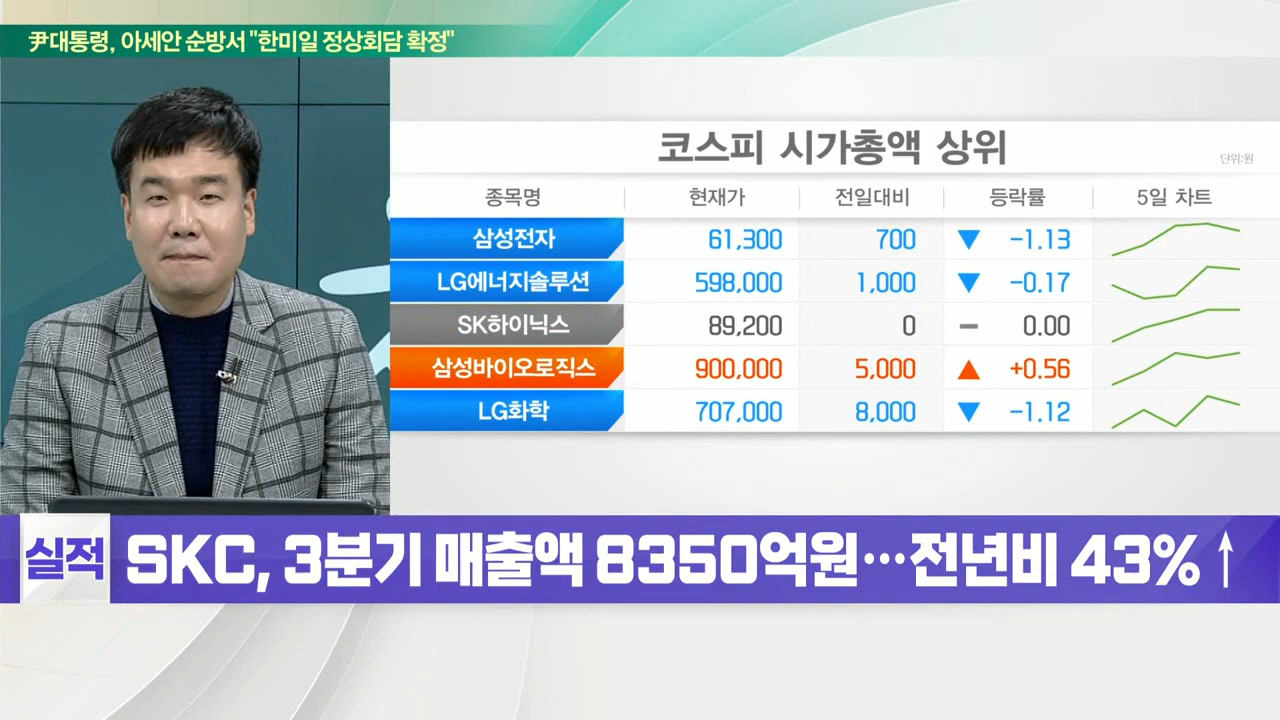 尹대통령, 아세안 순방서 "한미일 정상회담 확정"
코스피 시가총액 상위
단위:원
종목명 현재가 전일대비 등락률 5일 차트
삼성전자 61,300 700 ▼ -1.13
LG에너지솔루션 598,000 1,000 ▼ -0.17
SK하이닉스 89,200 0 - 0.00
삼성바이오로직스 900,000 5,000 ▲ +0.56
LG화학 707,000 8,000 ▼ -1.12
실적 SKC, 3분기 매출액 8350억원…전년비 43%↑